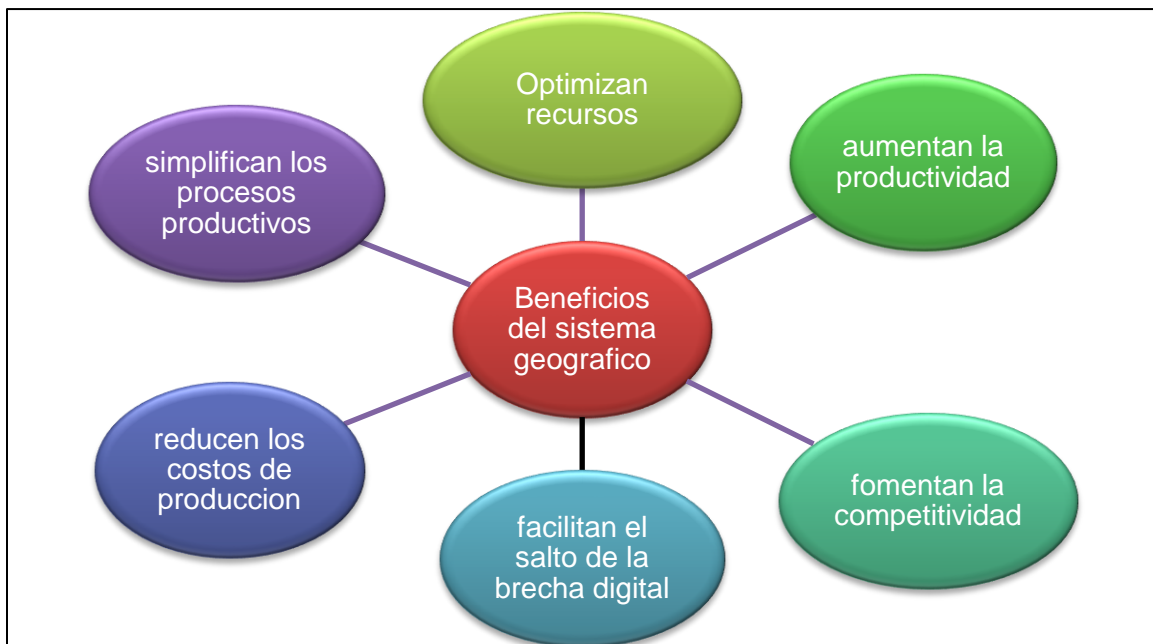 Optimizan
recursos
aumentan la
productividad
fomentan la
competitividad
facilitan el
salto de la
brecha digital
reducen los
costos de
produccion
simplifican los
procesos
productivos
Beneficios
del sistema
geografico